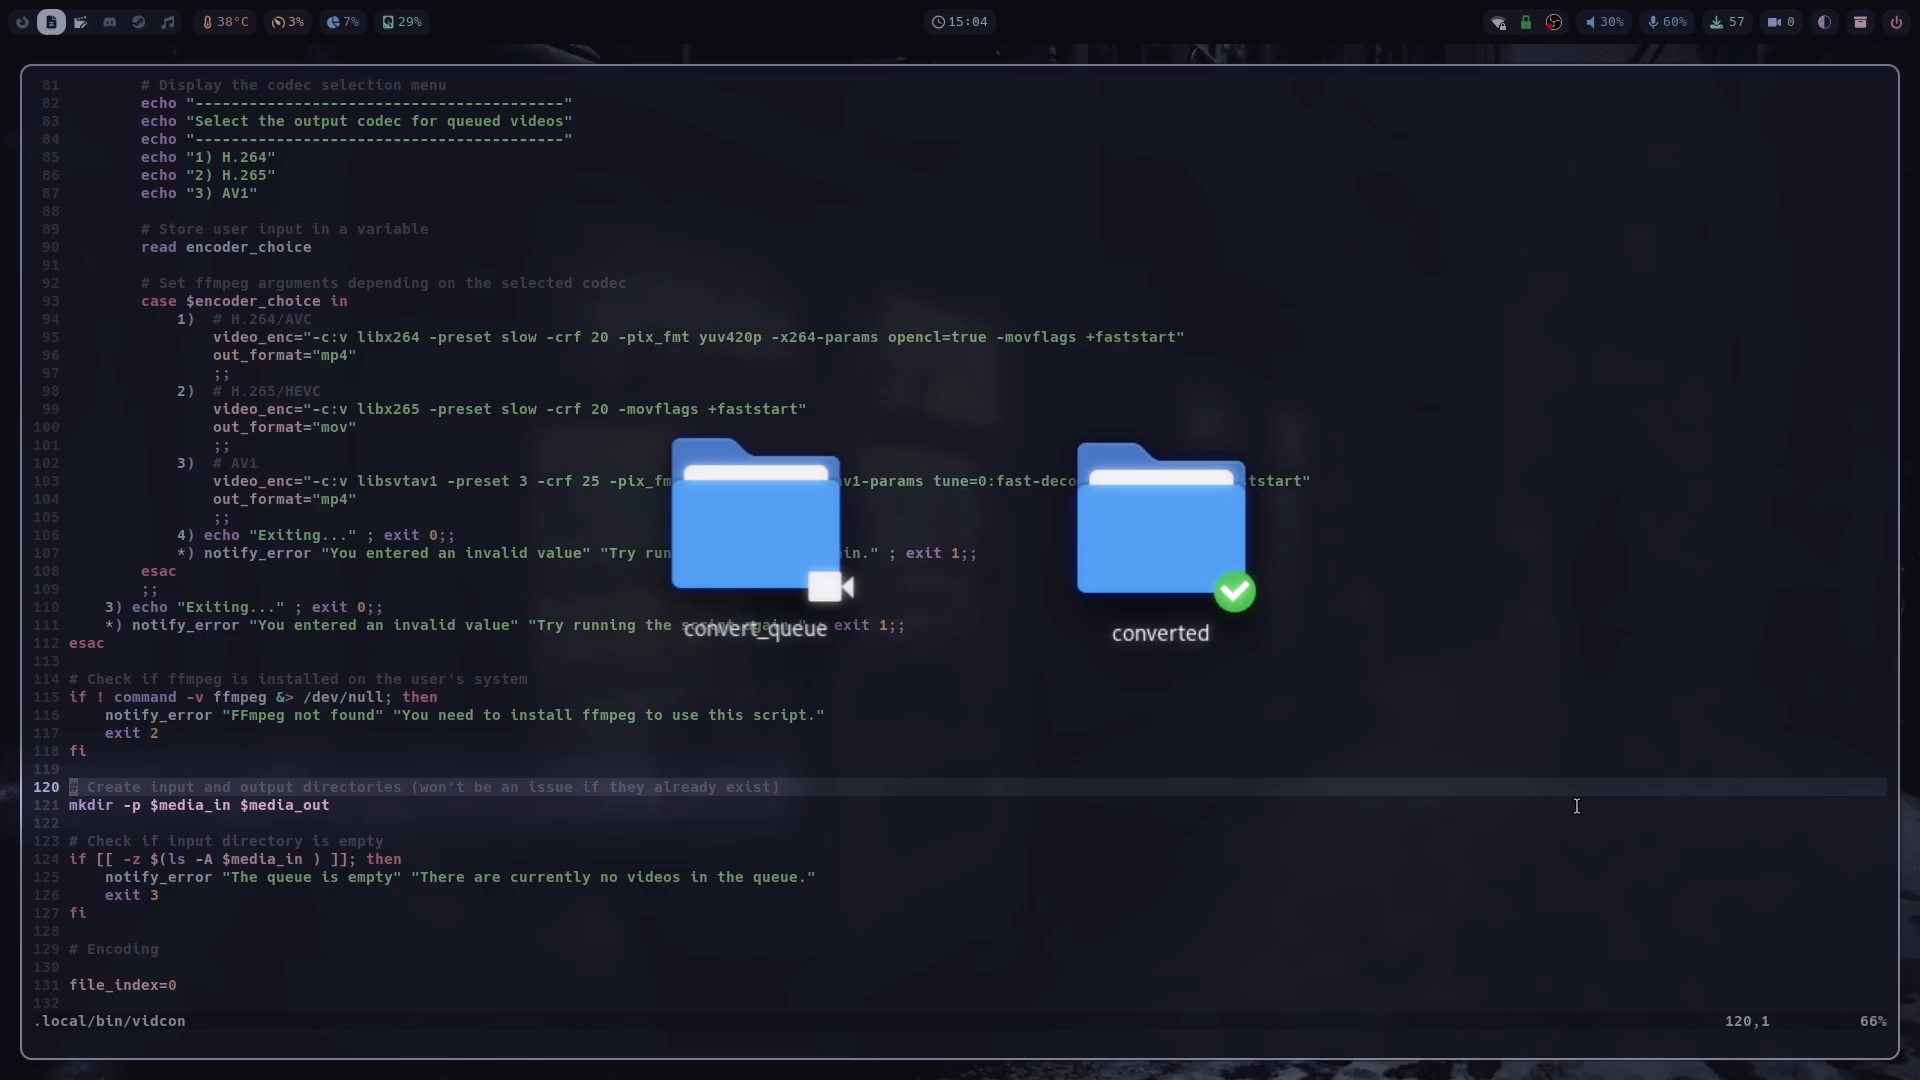 38°C 3% 7% 29% 15:04 30% 60% 57 0
81 # Display the codec selection menu
82 echo "-----------------------------------------"
83 echo "Select the output codec for queued videos"
84 echo "-----------------------------------------"
85 echo "1) H.264"
86 echo "2) H.265"
87 echo "3) AV1"
88
89 # Store user input in a variable
90 read encoder_choice
91
92 # Set ffmpeg arguments depending on the selected codec
93 case $encoder_choice in
94 1) # H.264/AVC
95 video_enc="-c:v libx264 -preset slow -crf 20 -pix_fmt yuv420p -x264-params opencl=true -movflags +faststart"
96 out_format="mp4"
97 ;;
98 2) # H.265/HEVC
99 video_enc="-c:v libx265 -preset slow -crf 20 -movflags +faststart"
100 out_format="mov"
101 ;;
102 3) # AV1
103 video_enc="-c:v libsvtav1 -preset 3 -crf 25 -pix_fm av1-params tune=0:fast-deco tstart"
104 out_format="mp4"
105 ;;
106 4) echo "Exiting..." ; exit 0;;
107 *) notify_error "You entered an invalid value" "Try run ain." ; exit 1;;
108 esac
109 ;;
110 3) echo "Exiting..." ; exit 0;;
111 *) notify_error "You entered an invalid value" "Try running the script again." ; exit 1;;
112 esac
113
114 # Check if ffmpeg is installed on the user's system
115 if ! command -v ffmpeg &> /dev/null; then
116 notify_error "FFmpeg not found" "You need to install ffmpeg to use this script."
117 exit 2
118 fi
119
120 # Create input and output directories (won't be an issue if they already exist)
121 mkdir -p $media_in $media_out
122
123 # Check if input directory is empty
124 if [[ -z $(ls -A $media_in ) ]]; then
125 notify_error "The queue is empty" "There are currently no videos in the queue."
126 exit 3
127 fi
128
129 # Encoding
130
131 file_index=0
132
.local/bin/vidcon 120,1 66%
convert_queue
converted